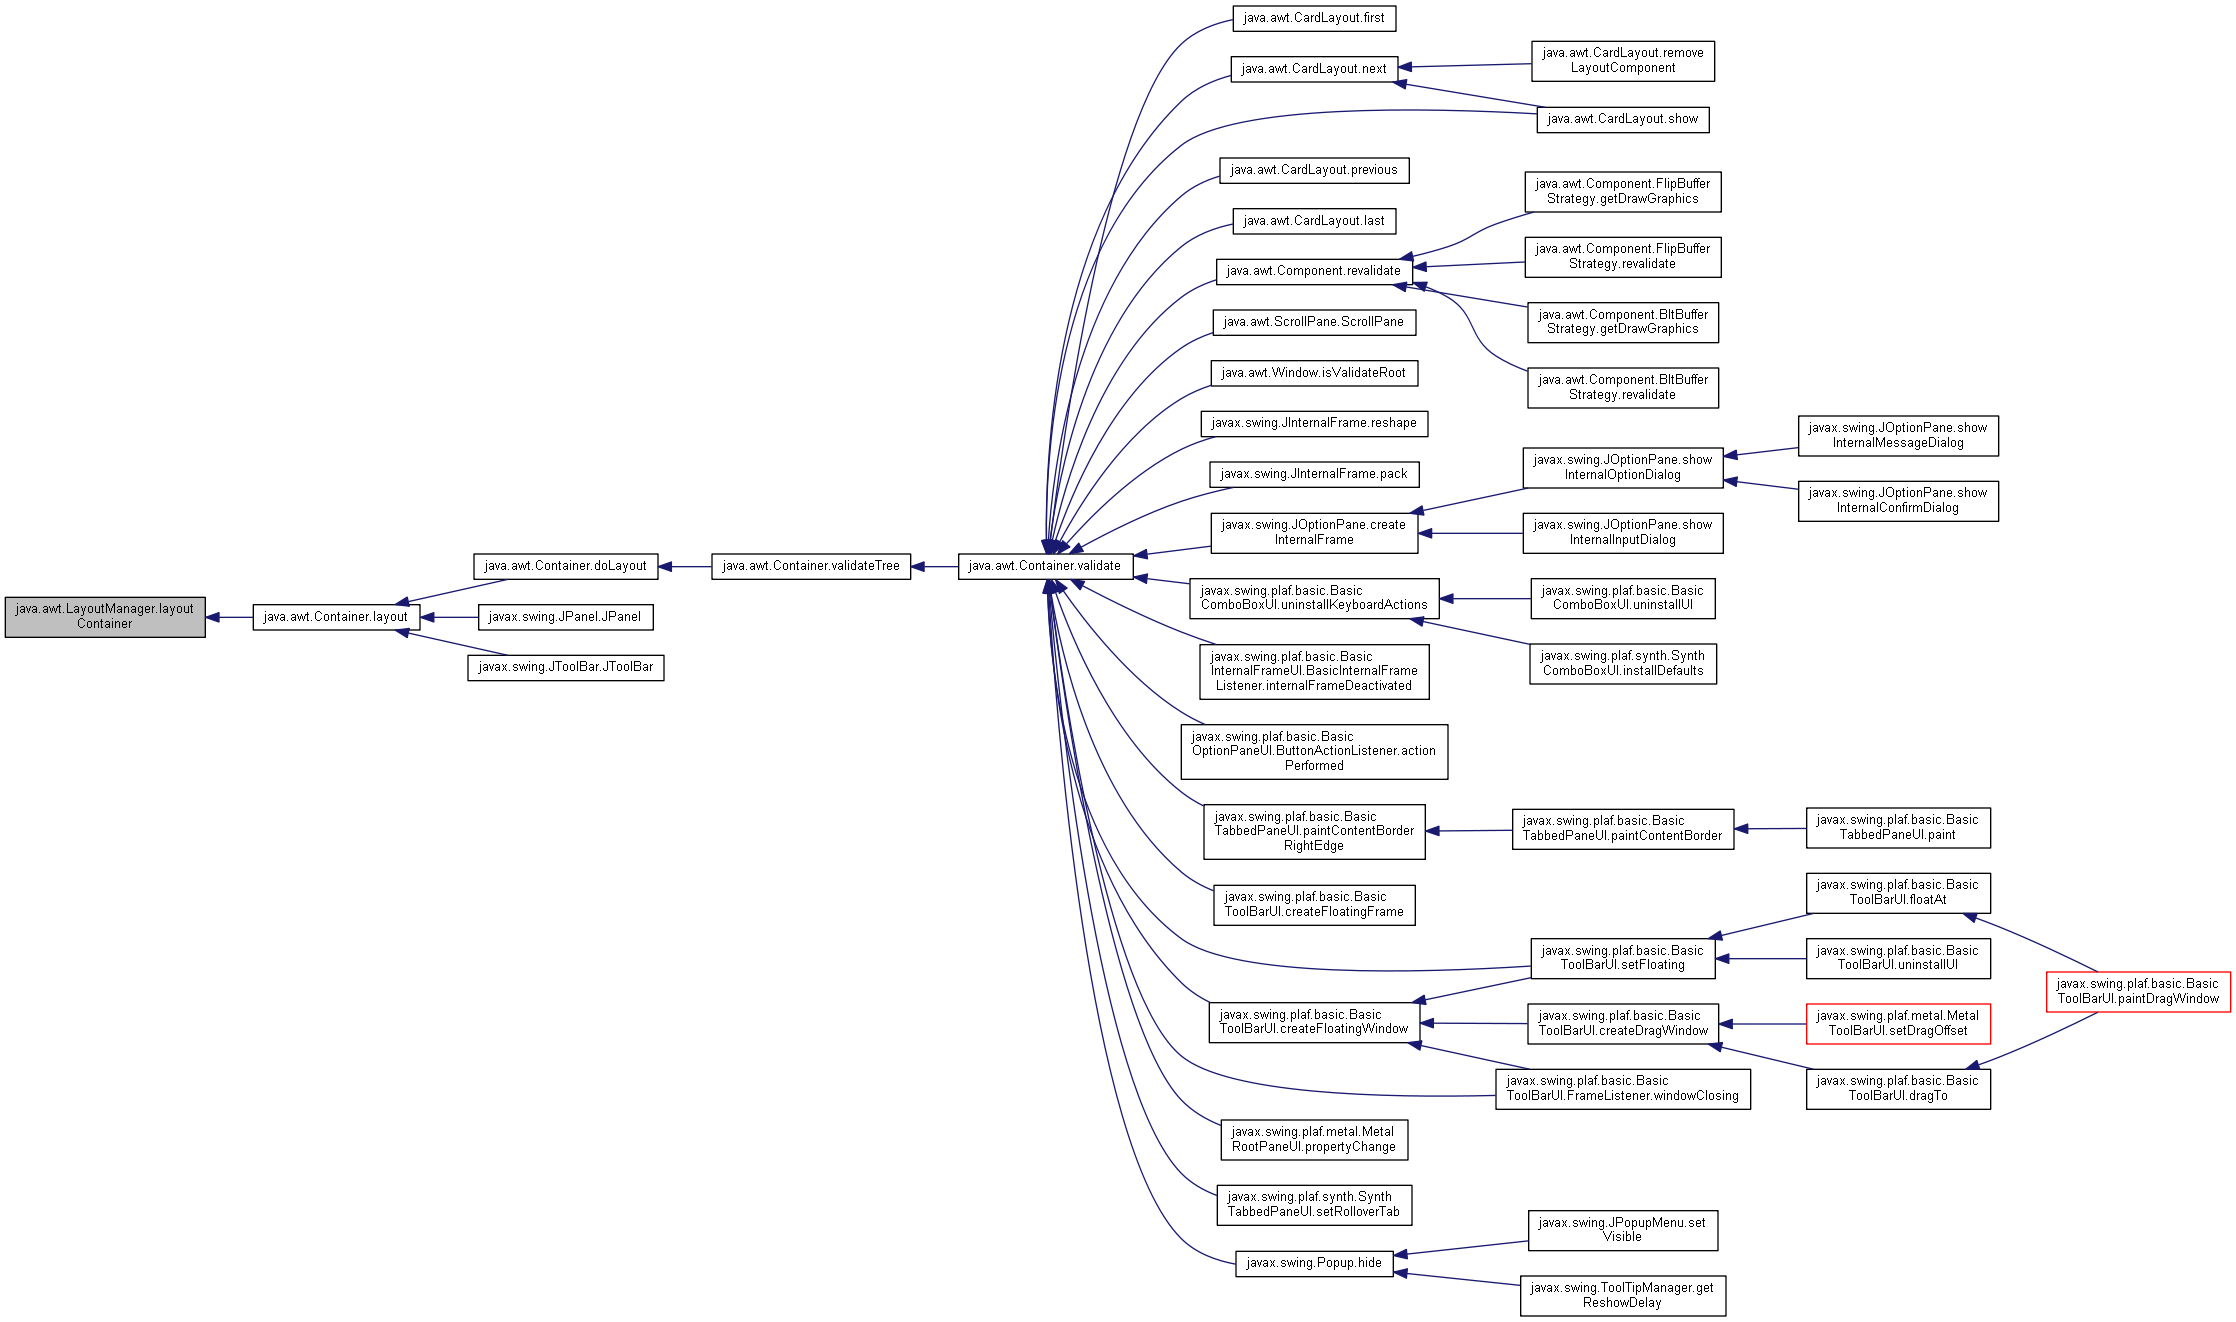 java.awt.LayoutManager.layout
Container
java.awt.Container.layout
java.awt.Container.doLayout
javax.swing.JPanel.JPanel
javax.swing.JToolBar.JToolBar
java.awt.Container.validateTree
java.awt.Container.validate
java.awt.CardLayout.first
java.awt.CardLayout.next
java.awt.CardLayout.previous
java.awt.CardLayout.last
java.awt.Component.revalidate
java.awt.ScrollPane.ScrollPane
java.awt.Window.isValidateRoot
javax.swing.JInternalFrame.reshape
javax.swing.JInternalFrame.pack
javax.swing.JOptionPane.create
InternalFrame
javax.swing.plaf.basic.Basic
ComboBoxUI.uninstallKeyboardActions
javax.swing.plaf.basic.Basic
InternalFrameUI.BasicInternalFrame
Listener.internalFrameDeactivated
javax.swing.plaf.basic.Basic
OptionPaneUI.ButtonActionListener.action
Performed
javax.swing.plaf.basic.Basic
TabbedPaneUI.paintContentBorder
RightEdge
javax.swing.plaf.basic.Basic
ToolBarUI.createFloatingFrame
javax.swing.plaf.basic.Basic
ToolBarUI.createFloatingWindow
javax.swing.plaf.metal.Metal
RootPaneUI.propertyChange
javax.swing.plaf.synth.Synth
TabbedPaneUI.setRolloverTab
javax.swing.Popup.hide
java.awt.CardLayout.remove
LayoutComponent
java.awt.CardLayout.show
java.awt.Component.FlipBuffer
Strategy.getDrawGraphics
java.awt.Component.FlipBuffer
Strategy.revalidate
java.awt.Component.BltBuffer
Strategy.getDrawGraphics
java.awt.Component.BltBuffer
Strategy.revalidate
javax.swing.JOptionPane.show
InternalOptionDialog
javax.swing.JOptionPane.show
InternalInputDialog
javax.swing.plaf.basic.Basic
ComboBoxUI.uninstallUI
javax.swing.plaf.synth.Synth
ComboBoxUI.installDefaults
javax.swing.plaf.basic.Basic
TabbedPaneUI.paintContentBorder
javax.swing.plaf.basic.Basic
ToolBarUI.setFloating
javax.swing.plaf.basic.Basic
ToolBarUI.createDragWindow
javax.swing.plaf.basic.Basic
ToolBarUI.FrameListener.windowClosing
javax.swing.JPopupMenu.set
Visible
javax.swing.ToolTipManager.get
ReshowDelay
javax.swing.JOptionPane.show
InternalMessageDialog
javax.swing.JOptionPane.show
InternalConfirmDialog
javax.swing.plaf.basic.Basic
TabbedPaneUI.paint
javax.swing.plaf.basic.Basic
ToolBarUI.floatAt
javax.swing.plaf.basic.Basic
ToolBarUI.uninstallUI
javax.swing.plaf.metal.Metal
ToolBarUI.setDragOffset
javax.swing.plaf.basic.Basic
ToolBarUI.dragTo
javax.swing.plaf.basic.Basic
ToolBarUI.paintDragWindow